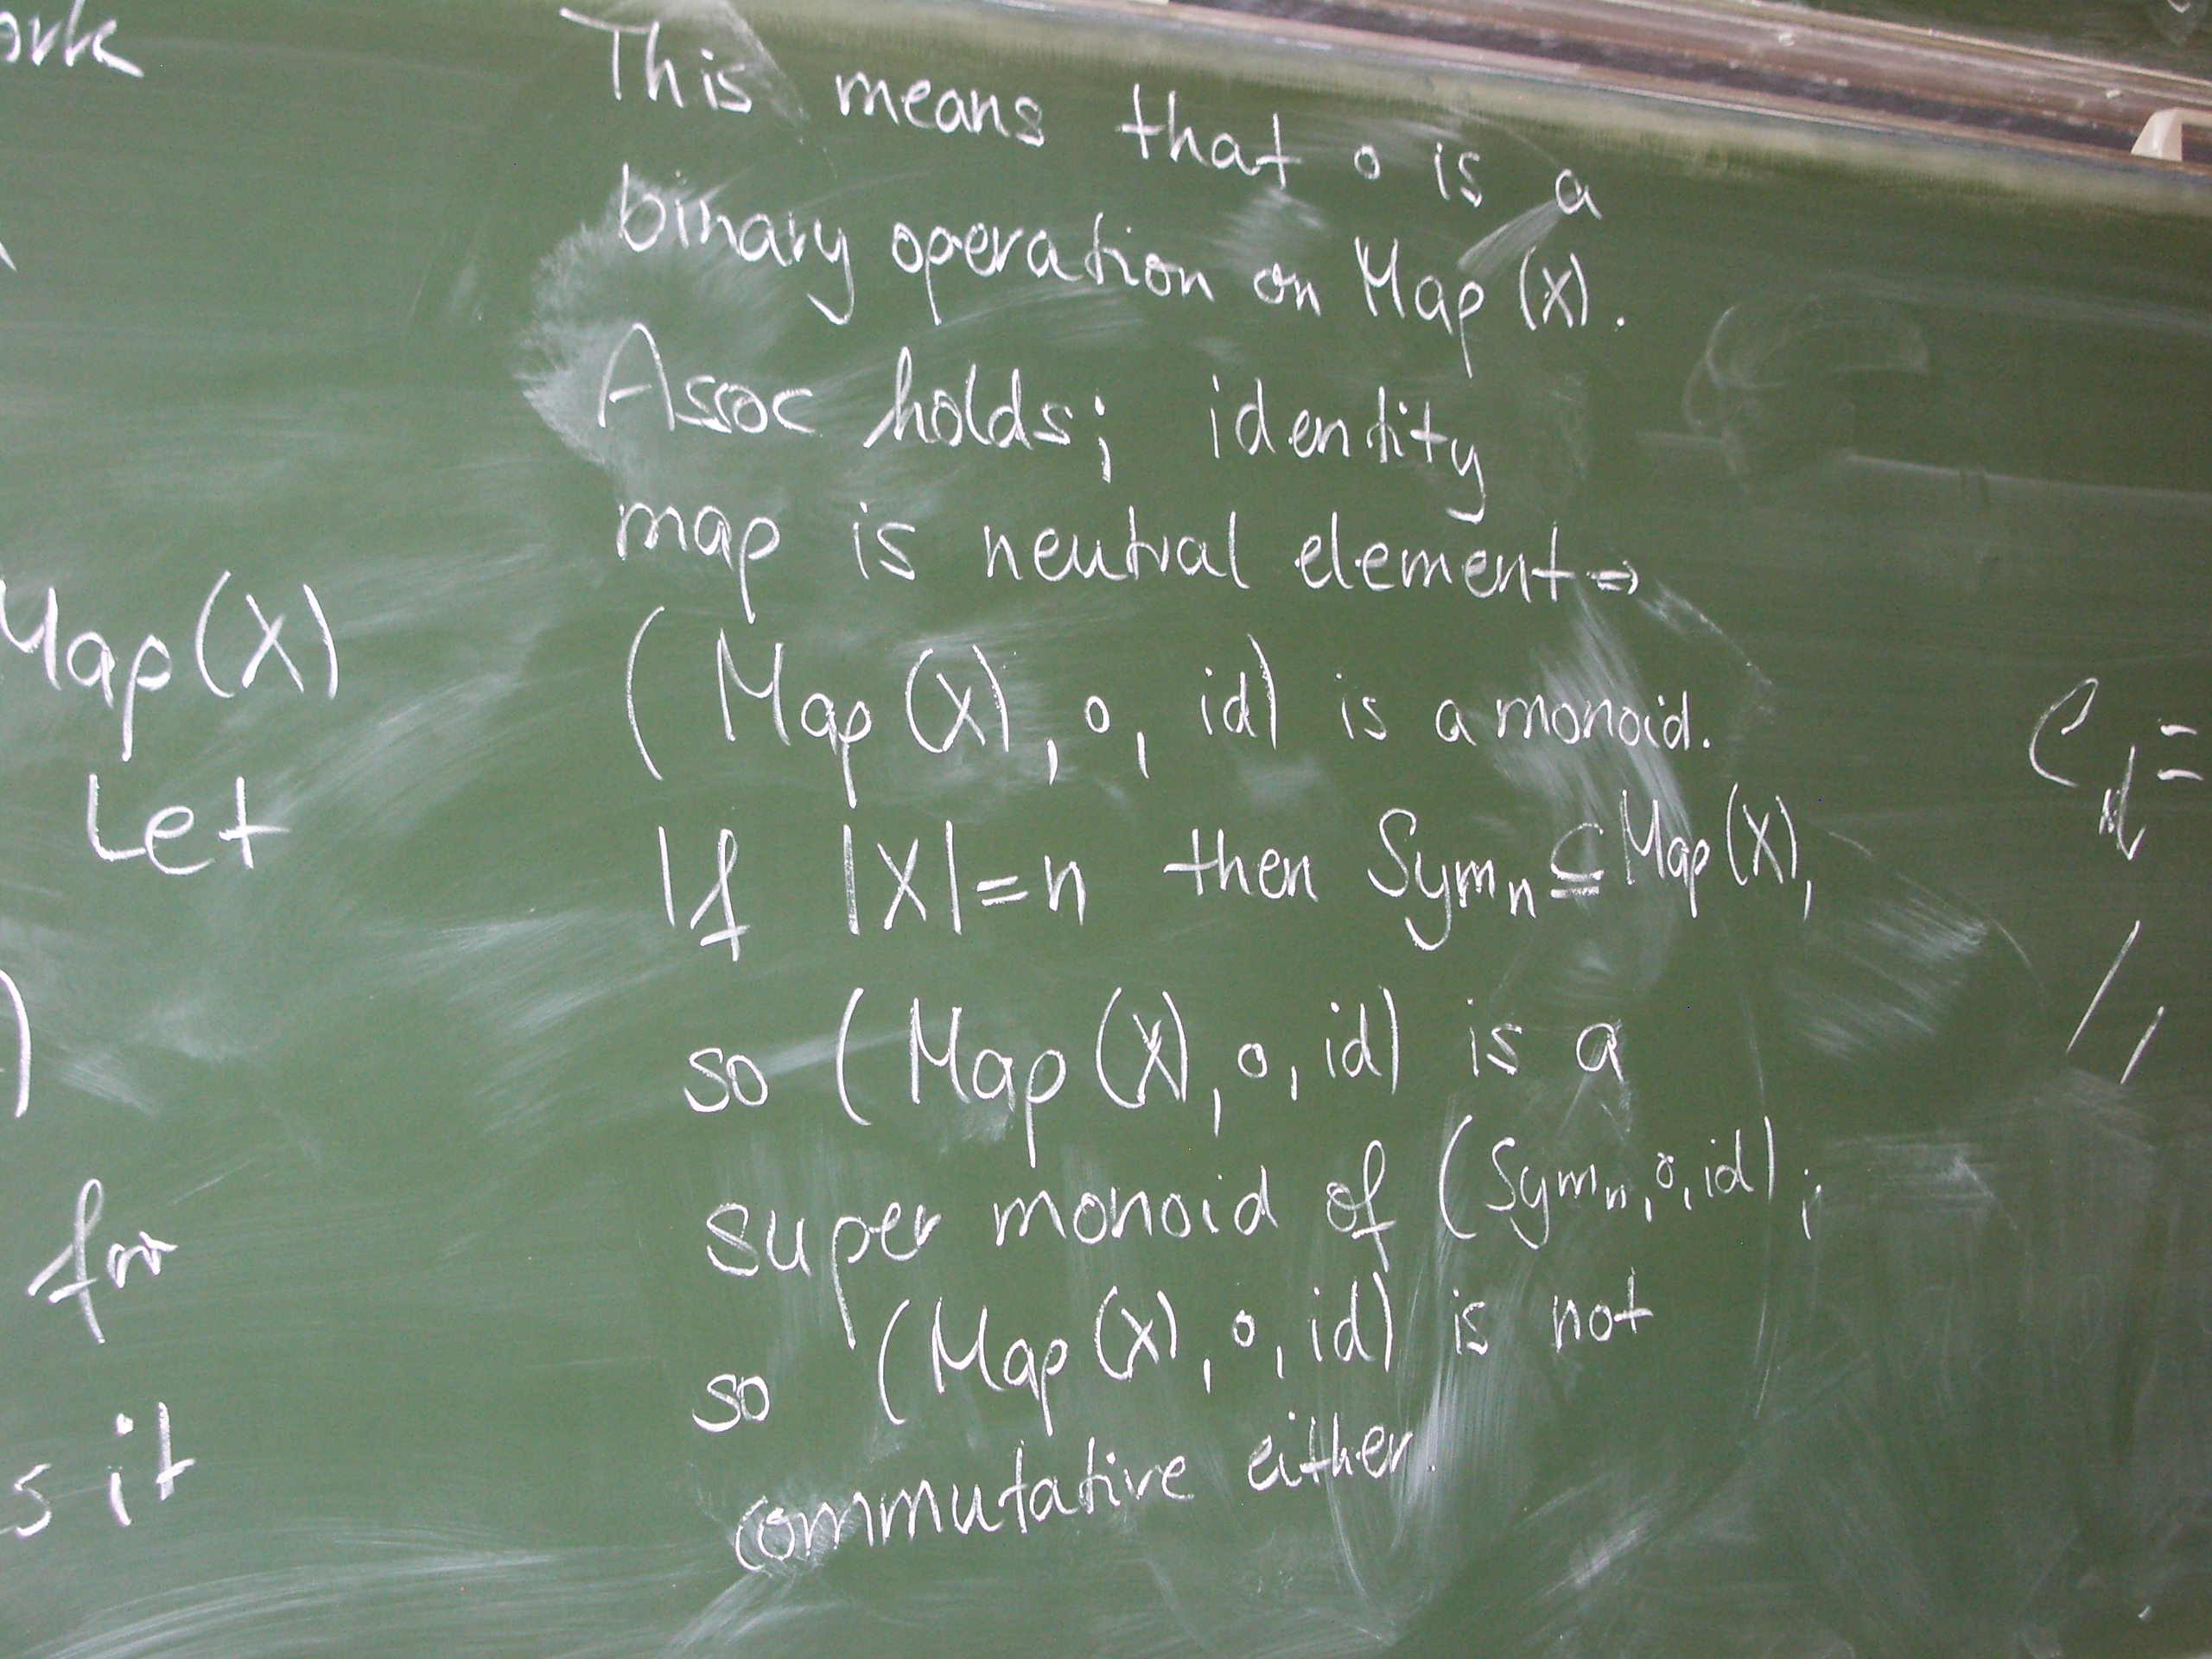 Map(X)
Let
for
s it
This means that ∘ is a
binary operation on Map (X).
Assoc holds; identity
map is neutral element ⇒
( Map (X), ∘, id) is a monoid.
If |X|=n then Symₙ ⊆ Map(X),
so ( Map (X), ∘, id) is a
super monoid of (Symₙ, ∘, id);
so (Map (X), ∘, id) is not
commutative either.